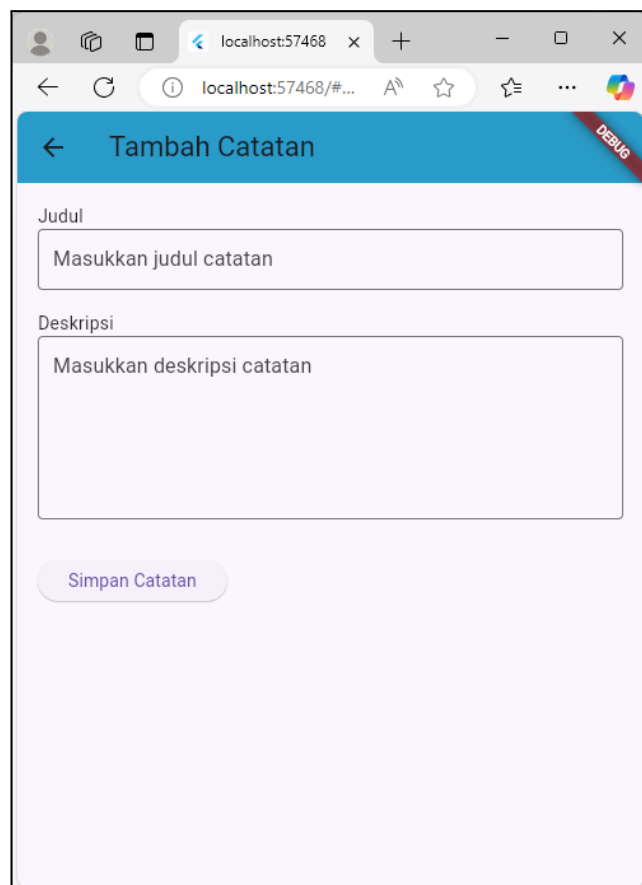 localhost:57468
localhost:57468/#...
Tambah Catatan
DEBUG
Judul
Masukkan judul catatan
Deskripsi
Masukkan deskripsi catatan
Simpan Catatan